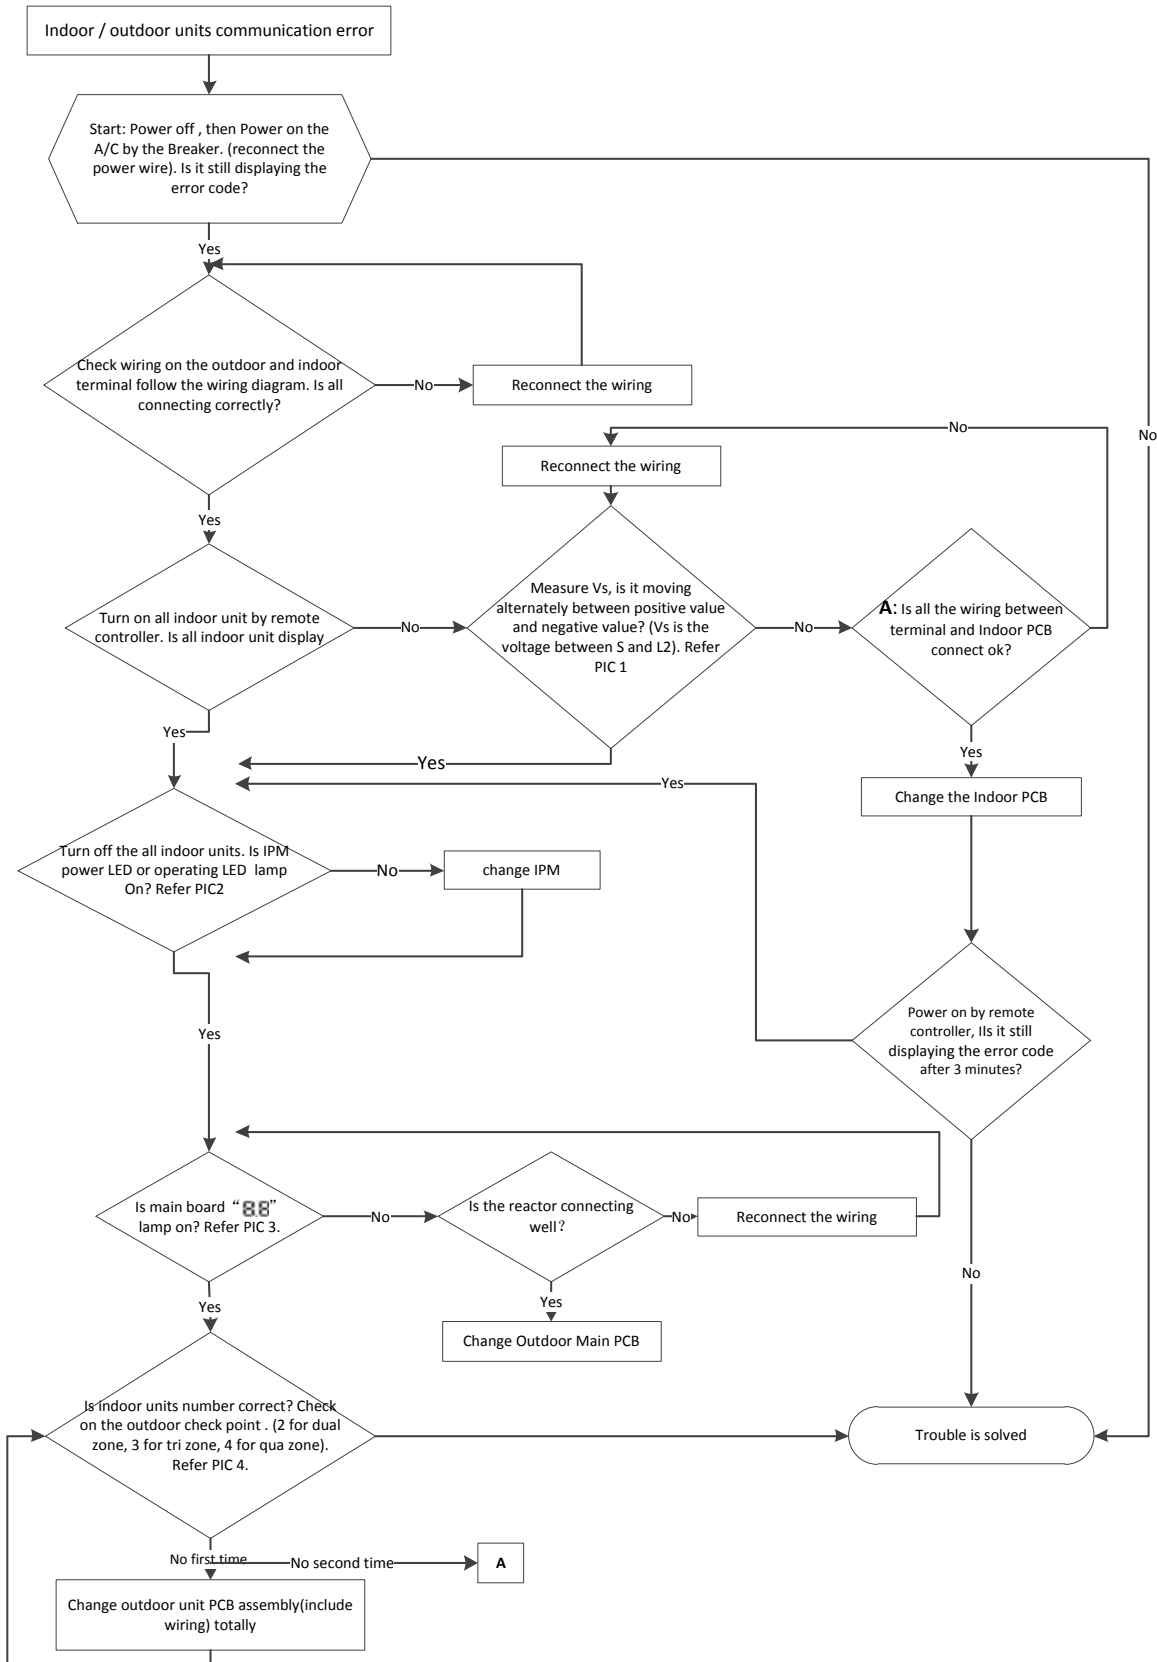 Indoor / outdoor units communication error
Start: Power off , then Power on the
A/C by the Breaker. (reconnect the
power wire). Is it still displaying the
error code?
Yes
No
Check wiring on the outdoor and indoor
terminal follow the wiring diagram. Is all
connecting correctly?
No
Reconnect the wiring
Yes
No
Reconnect the wiring
Turn on all indoor unit by remote
controller. Is all indoor unit display
No
Measure Vs, is it moving
alternately between positive value
and negative value? (Vs is the
voltage between S and L2). Refer
PIC 1
No
A: Is all the wiring between
terminal and Indoor PCB
connect ok?
Yes
Yes
Yes
Yes
Change the Indoor PCB
Turn off the all indoor units. Is IPM
power LED or operating LED lamp
On? Refer PIC2
No
change IPM
Yes
Power on by remote
controller, IIs it still
displaying the error code
after 3 minutes?
No
Is main board “8.8”
lamp on? Refer PIC 3.
No
Is the reactor connecting
well?
No
Reconnect the wiring
Yes
Yes
Change Outdoor Main PCB
Is indoor units number correct? Check
on the outdoor check point . (2 for dual
zone, 3 for tri zone, 4 for qua zone).
Refer PIC 4.
Trouble is solved
No first time
No second time
A
Change outdoor unit PCB assembly(include
wiring) totally